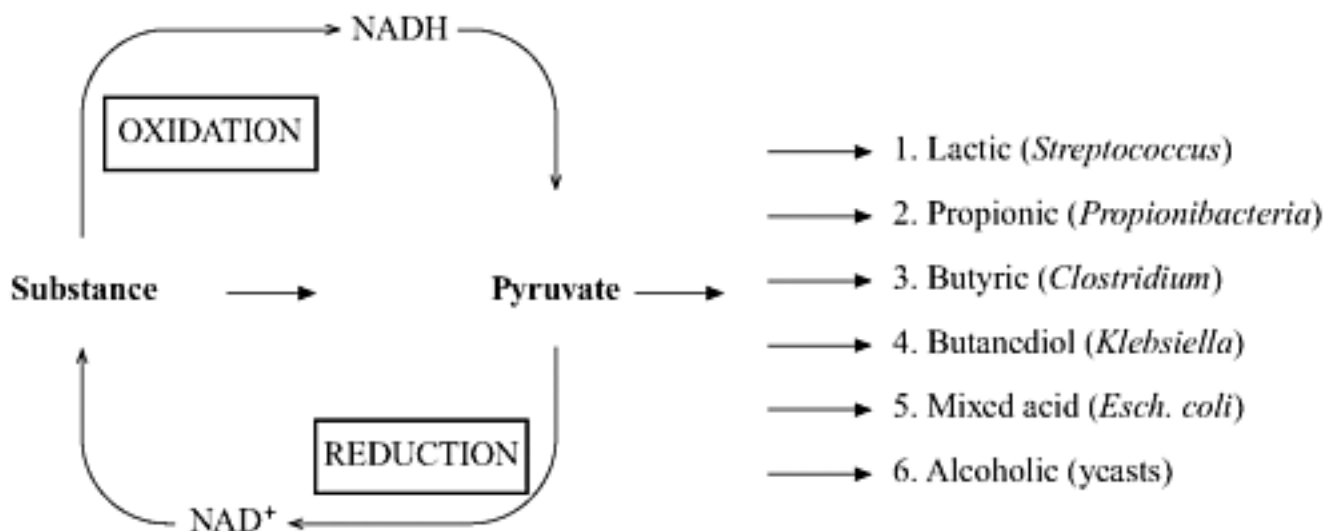 NADH
OXIDATION
1. Lactic (Streptococcus)
2. Propionic (Propionibacteria)
Substance
Pyruvate
3. Butyric (Clostridium)
4. Butanediol (Klebsiella)
5. Mixed acid (Esch. coli)
REDUCTION
6. Alcoholic (yeasts)
NAD⁺